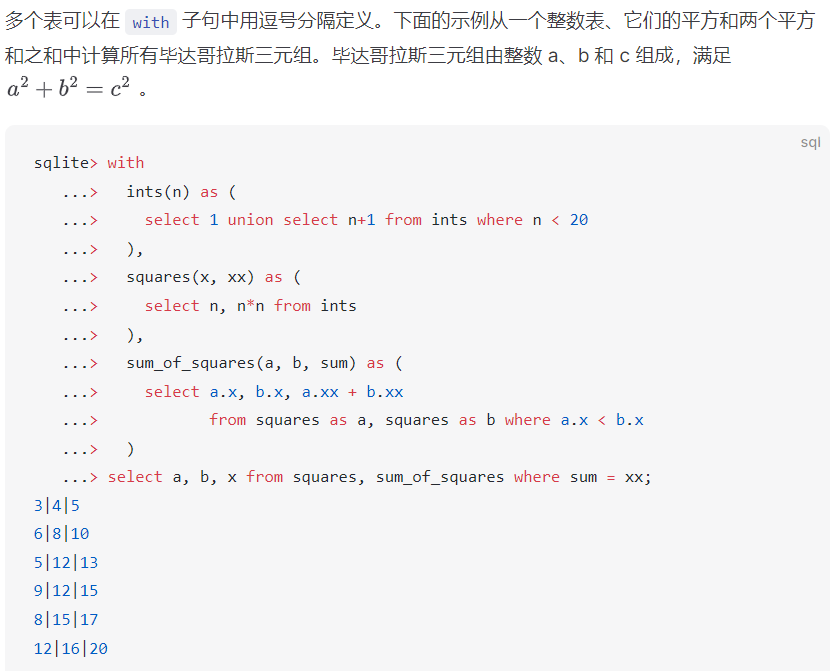 多个表可以在 with 子句中用逗号分隔定义。下面的示例从一个整数表、它们的平方和两个平方
和之和中计算所有毕达哥拉斯三元组。毕达哥拉斯三元组由整数 a、b 和 c 组成，满足
a² + b² = c² 。
sql
sqlite> with
   ...>   ints(n) as (
   ...>     select 1 union select n+1 from ints where n < 20
   ...>   ),
   ...>   squares(x, xx) as (
   ...>     select n, n*n from ints
   ...>   ),
   ...>   sum_of_squares(a, b, sum) as (
   ...>     select a.x, b.x, a.xx + b.xx
   ...>            from squares as a, squares as b where a.x < b.x
   ...>   )
   ...> select a, b, x from squares, sum_of_squares where sum = xx;
3|4|5
6|8|10
5|12|13
9|12|15
8|15|17
12|16|20